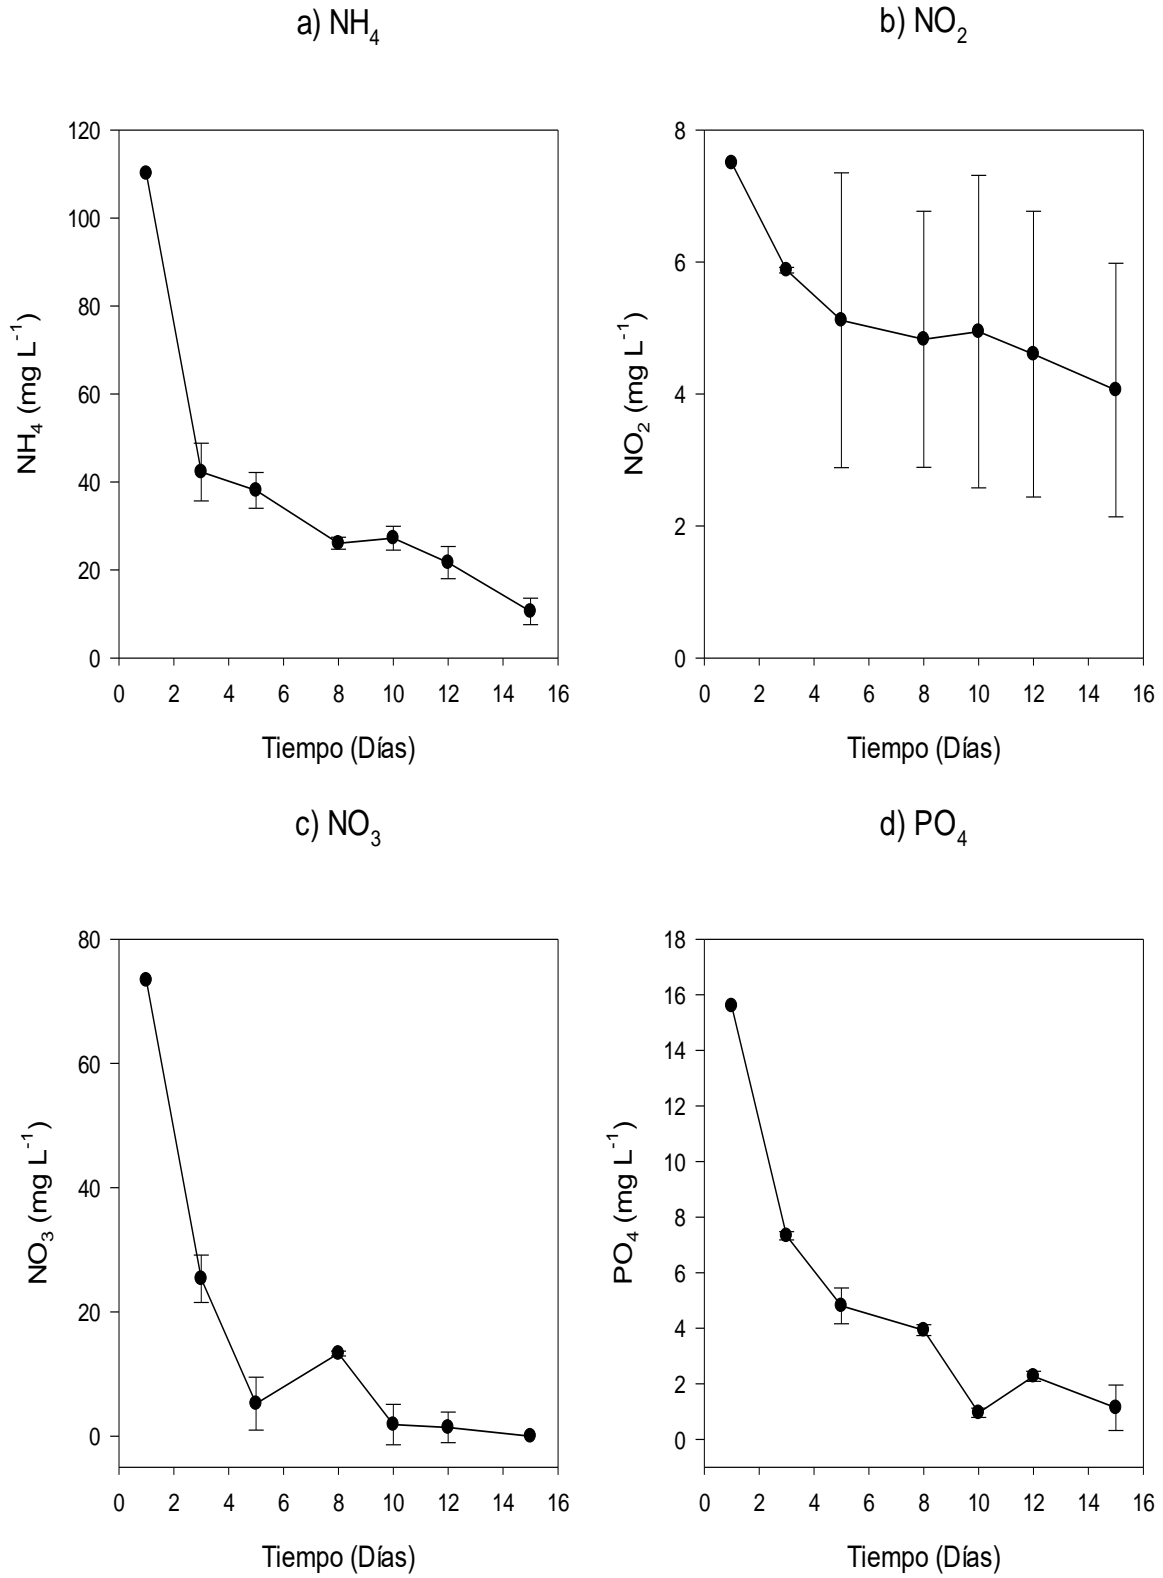 a) NH4
120
100
80
60
40
20
0
NH4 (mg L-1)
0 2 4 6 8 10 12 14 16
Tiempo (Días)
b) NO2
8
6
4
2
0
NO2 (mg L-1)
0 2 4 6 8 10 12 14 16
Tiempo (Días)
c) NO3
80
60
40
20
0
NO3 (mg L-1)
0 2 4 6 8 10 12 14 16
Tiempo (Días)
d) PO4
18
16
14
12
10
8
6
4
2
0
PO4 (mg L-1)
0 2 4 6 8 10 12 14 16
Tiempo (Días)